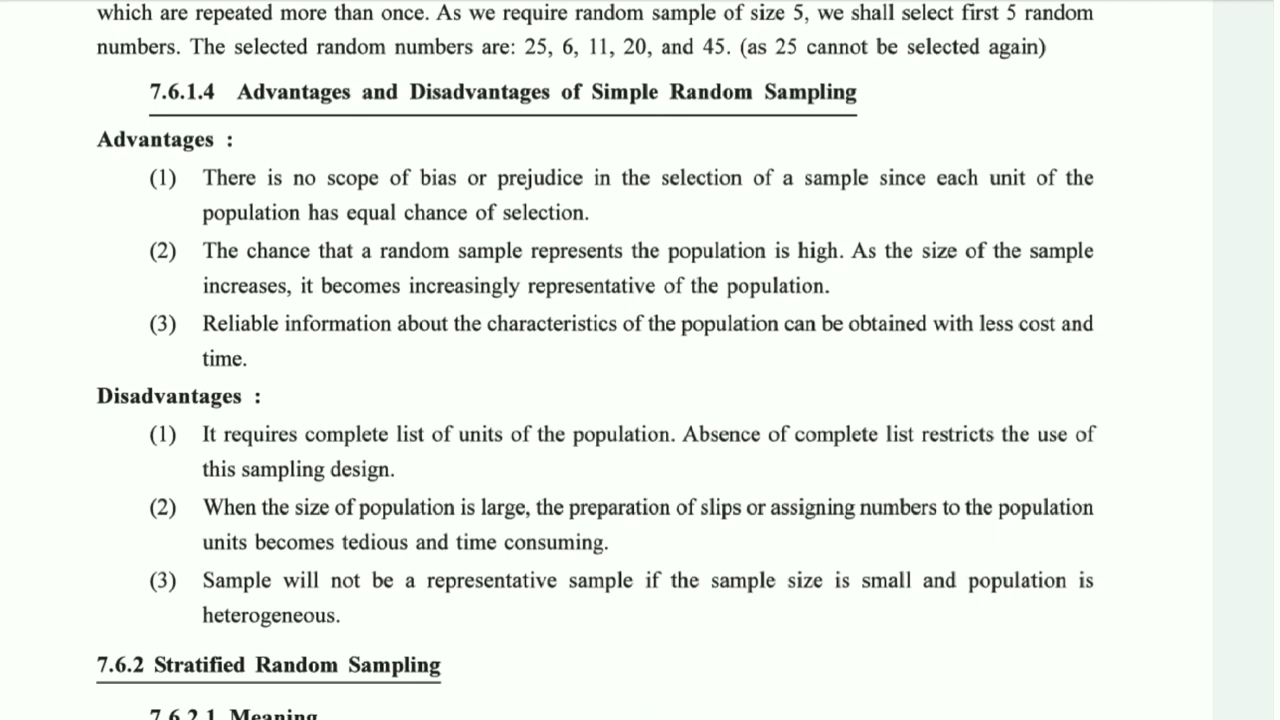 which are repeated more than once. As we require random sample of size 5, we shall select first 5 random
numbers. The selected random numbers are: 25, 6, 11, 20, and 45. (as 25 cannot be selected again)
7.6.1.4 Advantages and Disadvantages of Simple Random Sampling
Advantages :
(1) There is no scope of bias or prejudice in the selection of a sample since each unit of the
population has equal chance of selection.
(2) The chance that a random sample represents the population is high. As the size of the sample
increases, it becomes increasingly representative of the population.
(3) Reliable information about the characteristics of the population can be obtained with less cost and
time.
Disadvantages :
(1) It requires complete list of units of the population. Absence of complete list restricts the use of
this sampling design.
(2) When the size of population is large, the preparation of slips or assigning numbers to the population
units becomes tedious and time consuming.
(3) Sample will not be a representative sample if the sample size is small and population is
heterogeneous.
7.6.2 Stratified Random Sampling
7.6.2.1 Meaning